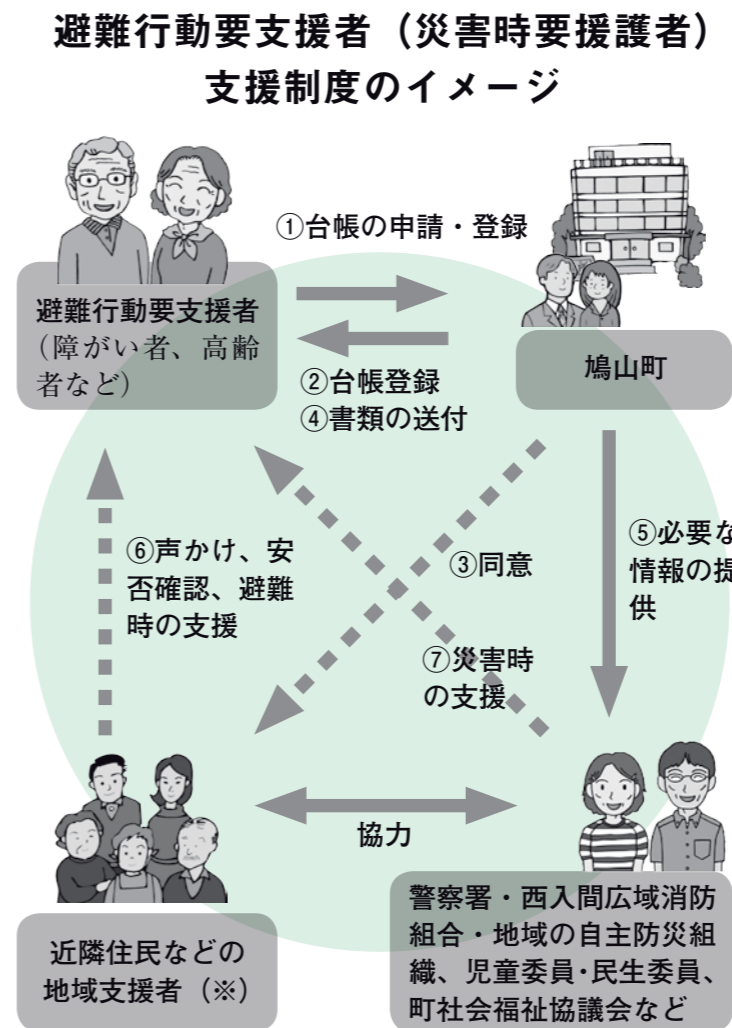 避難行動要支援者（災害時要援護者）
支援制度のイメージ
①台帳の申請・登録
避難行動要支援者
（障がい者、高齢
者など）
鳩山町
②台帳登録
④書類の送付
⑥声かけ、安
否確認、避難
時の支援
③同意
⑤必要な
情報の提
供
⑦災害時
の支援
協力
近隣住民などの
地域支援者（※）
警察署・西入間広域消防
組合・地域の自主防災組
織、児童委員・民生委員、
町社会福祉協議会など